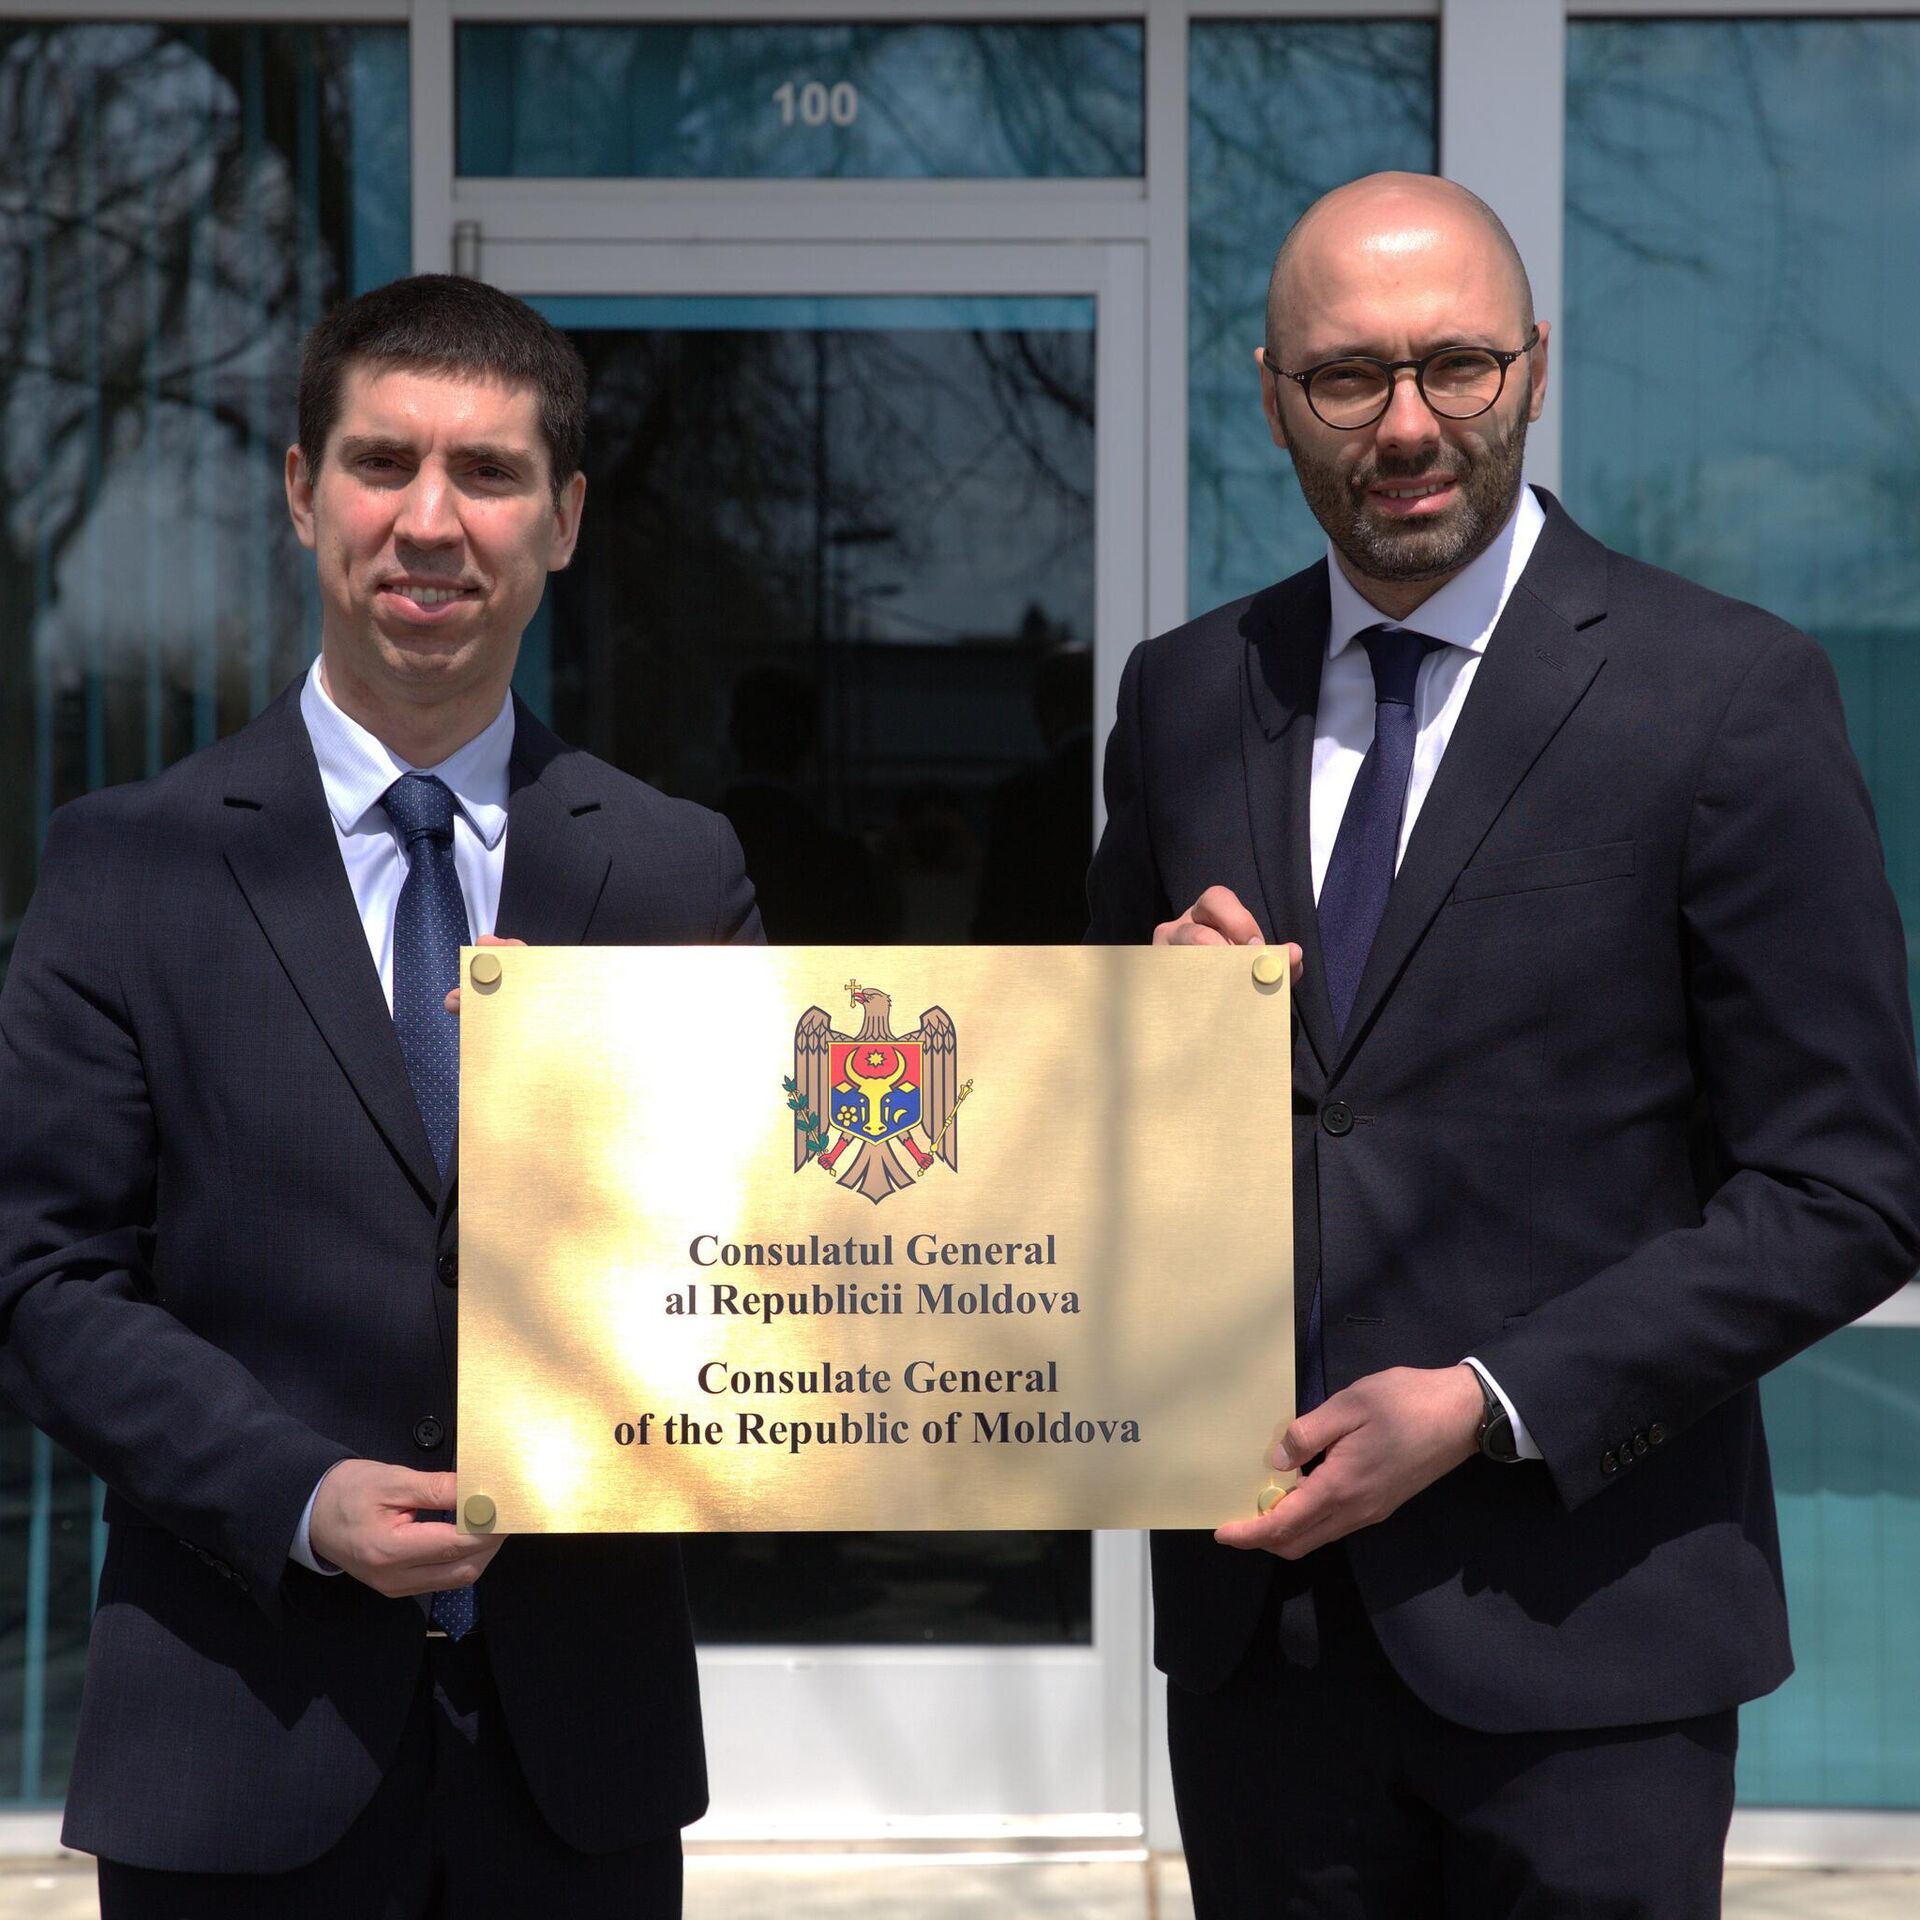 100
Consulatul General
al Republicii Moldova
Consulate General
of the Republic of Moldova